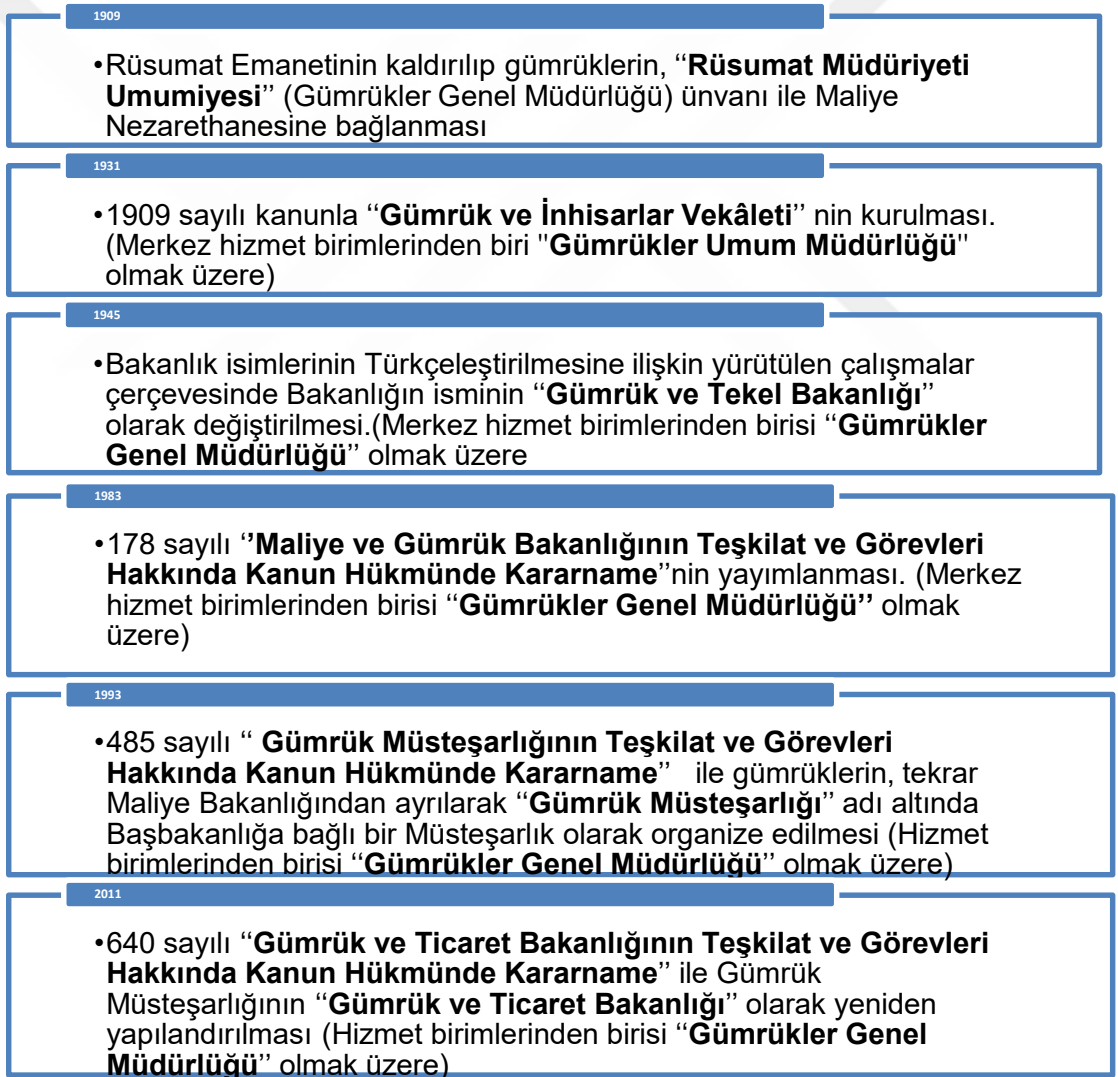 1909
•Rüsumat Emanetinin kaldırılıp gümrüklerin, ‘‘Rüsumat Müdüriyeti
Umumiyesi’’ (Gümrükler Genel Müdürlüğü) ünvanı ile Maliye
Nezarethanesine bağlanması
1931
•1909 sayılı kanunla ‘‘Gümrük ve İnhisarlar Vekâleti’’ nin kurulması.
(Merkez hizmet birimlerinden biri "Gümrükler Umum Müdürlüğü"
olmak üzere)
1945
•Bakanlık isimlerinin Türkçeleştirilmesine ilişkin yürütülen çalışmalar
çerçevesinde Bakanlığın isminin ‘‘Gümrük ve Tekel Bakanlığı’’
olarak değiştirilmesi.(Merkez hizmet birimlerinden birisi ‘‘Gümrükler
Genel Müdürlüğü’’ olmak üzere
1983
•178 sayılı ‘’Maliye ve Gümrük Bakanlığının Teşkilat ve Görevleri
Hakkında Kanun Hükmünde Kararname’’nin yayımlanması. (Merkez
hizmet birimlerinden birisi ‘‘Gümrükler Genel Müdürlüğü’’ olmak
üzere)
1993
•485 sayılı ‘‘ Gümrük Müsteşarlığının Teşkilat ve Görevleri
Hakkında Kanun Hükmünde Kararname’’ ile gümrüklerin, tekrar
Maliye Bakanlığından ayrılarak ‘‘Gümrük Müsteşarlığı’’ adı altında
Başbakanlığa bağlı bir Müsteşarlık olarak organize edilmesi (Hizmet
birimlerinden birisi ‘‘Gümrükler Genel Müdürlüğü’’ olmak üzere)
2011
•640 sayılı ‘‘Gümrük ve Ticaret Bakanlığının Teşkilat ve Görevleri
Hakkında Kanun Hükmünde Kararname’’ ile Gümrük
Müsteşarlığının ‘‘Gümrük ve Ticaret Bakanlığı’’ olarak yeniden
yapılandırılması (Hizmet birimlerinden birisi ‘‘Gümrükler Genel
Müdürlüğü’’ olmak üzere)